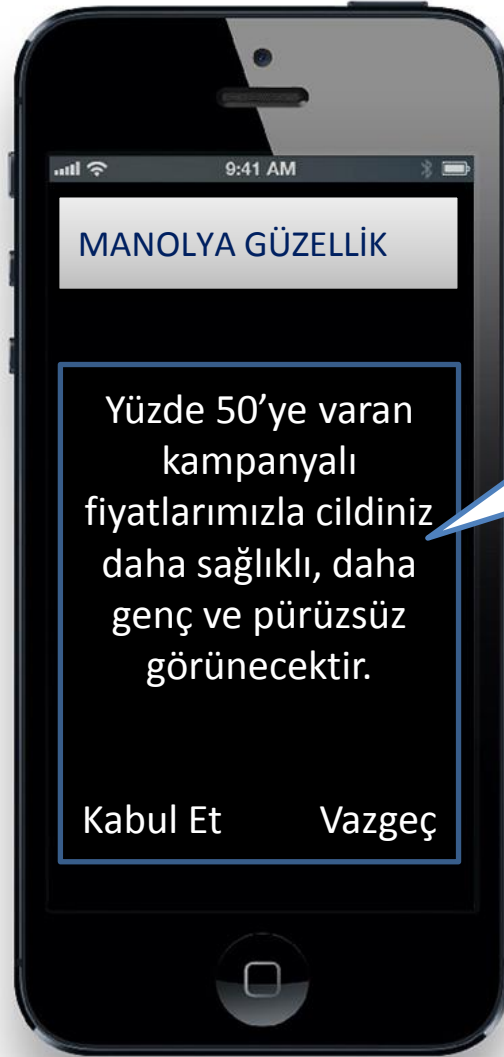 9:41 AM
MANOLYA GÜZELLİK
Yüzde 50’ye varan
kampanyalı
fiyatlarımızla cildiniz
daha sağlıklı, daha
genç ve pürüzsüz
görünecektir.
Kabul Et Vazgeç